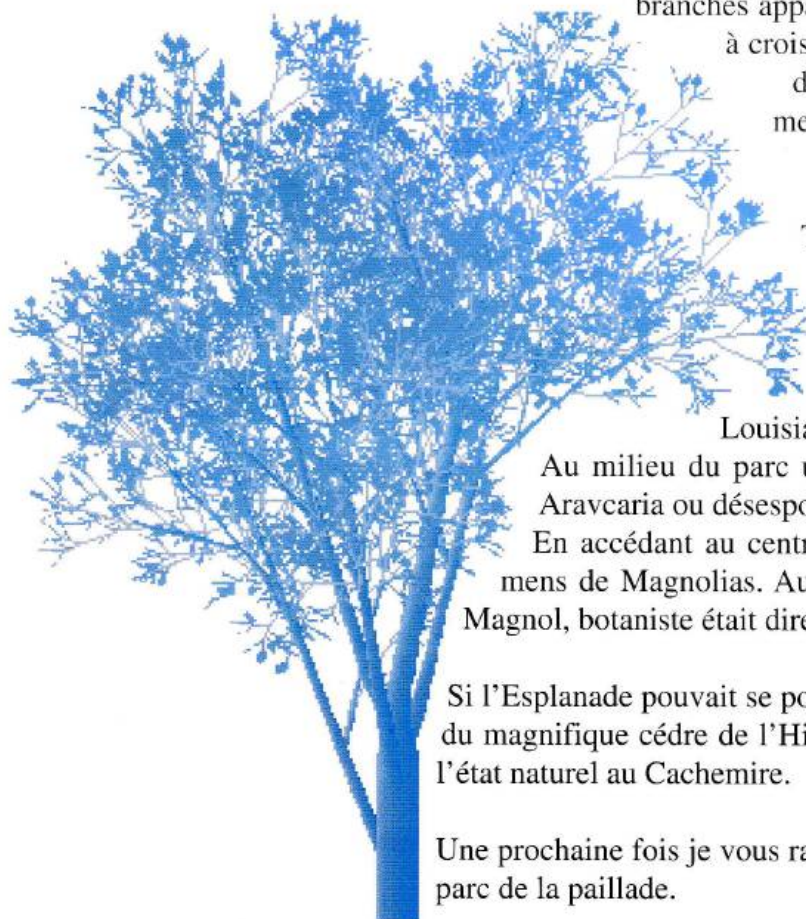 branches appa
à crois
d
me
T
Louisia
Au milieu du parc u
Aravcaria ou désespo
En accédant au centr
mens de Magnolias. Au
Magnol, botaniste était dire
Si l’Esplanade pouvait se po
du magnifique cédre de l’Hi
l’état naturel au Cachemire.
Une prochaine fois je vous ra
parc de la paillade.